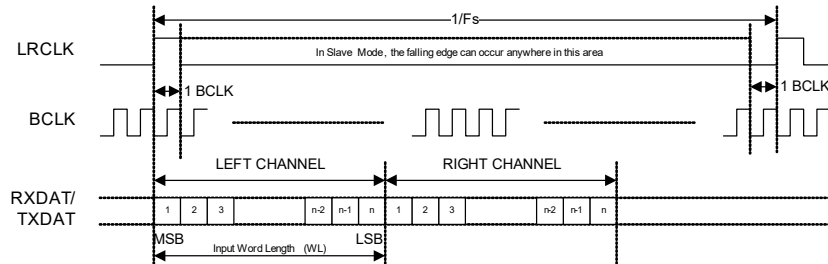 1/Fs
LRCLK
In Slave Mode, the falling edge can occur anywhere in this area
1 BCLK
1 BCLK
BCLK
LEFT CHANNEL
RIGHT CHANNEL
RXDAT/
TXDAT
1 2 3 n-2 n-1 n 1 2 3 n-2 n-1 n
MSB
LSB
Input Word Length (WL)